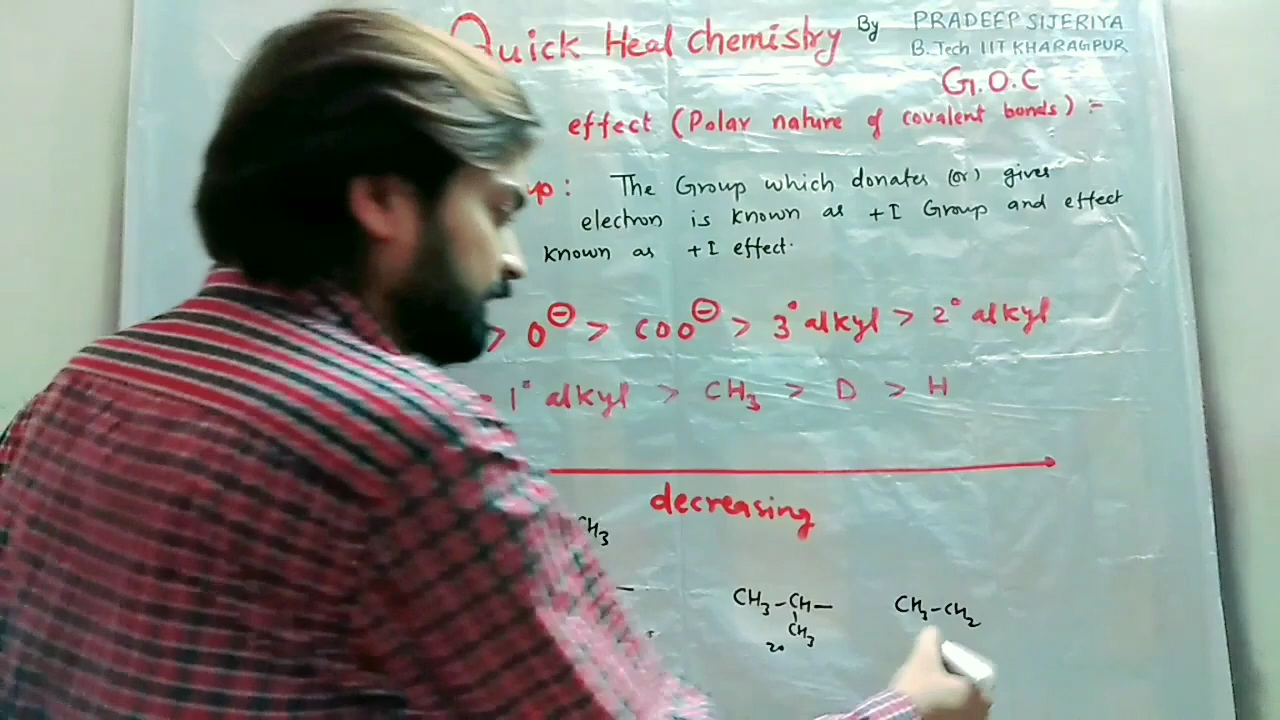 Quick Heal Chemistry By PRADEEP SIJERIYA
B.Tech IIT KHARAGPUR
G.O.C
effect (Polar nature of covalent bonds) :-
up : The Group which donates (or) gives
electron is known as +I Group and effect
known as +I effect.
> O⊖ > COO⊖ > 3° alkyl > 2° alkyl
1° alkyl > CH3 > D > H
decreasing
CH3
CH3-CH- CH3-CH2
CH3
2°